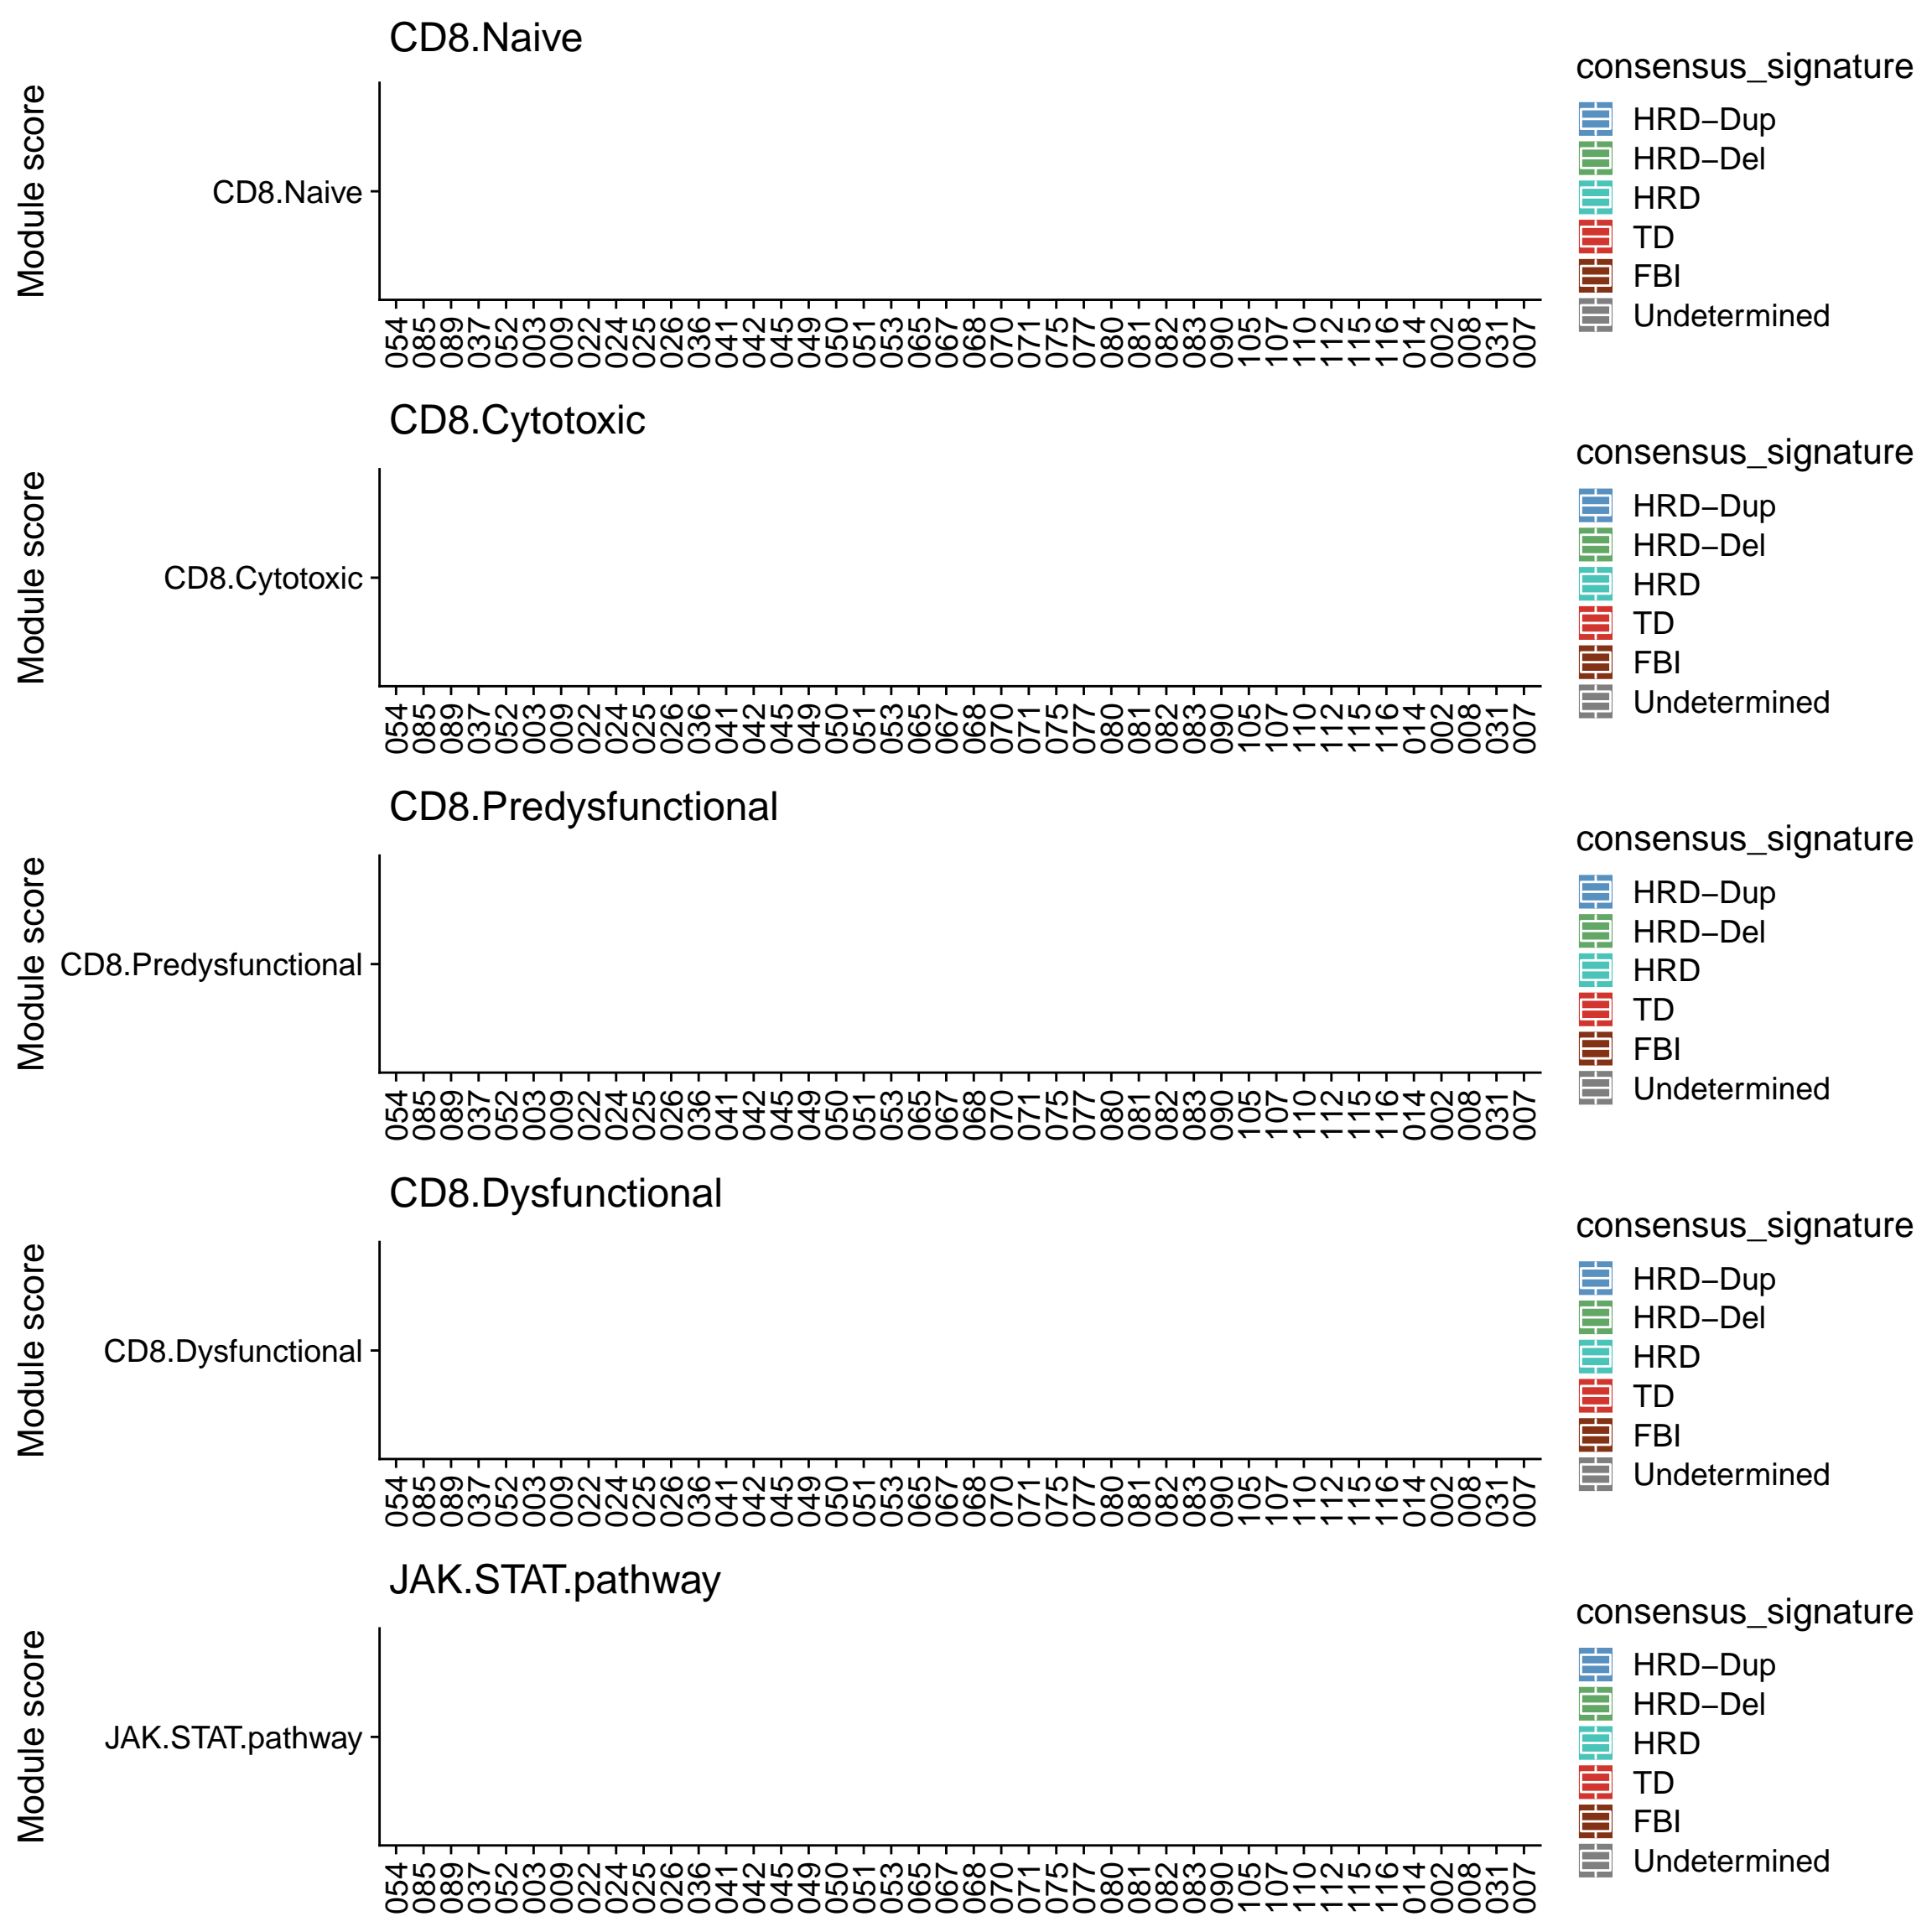 CD8.Naive
Module score
CD8.Naive
054 085 089 037 052 003 009 022 024 025 026 036 041 042 045 049 050 051 053 065 067 068 070 071 075 077 080 081 082 083 090 105 107 110 112 115 116 014 002 008 031 007
consensus_signature
HRD−Dup
HRD−Del
HRD
TD
FBI
Undetermined
CD8.Cytotoxic
Module score
CD8.Cytotoxic
054 085 089 037 052 003 009 022 024 025 026 036 041 042 045 049 050 051 053 065 067 068 070 071 075 077 080 081 082 083 090 105 107 110 112 115 116 014 002 008 031 007
consensus_signature
HRD−Dup
HRD−Del
HRD
TD
FBI
Undetermined
CD8.Predysfunctional
Module score
CD8.Predysfunctional
054 085 089 037 052 003 009 022 024 025 026 036 041 042 045 049 050 051 053 065 067 068 070 071 075 077 080 081 082 083 090 105 107 110 112 115 116 014 002 008 031 007
consensus_signature
HRD−Dup
HRD−Del
HRD
TD
FBI
Undetermined
CD8.Dysfunctional
Module score
CD8.Dysfunctional
054 085 089 037 052 003 009 022 024 025 026 036 041 042 045 049 050 051 053 065 067 068 070 071 075 077 080 081 082 083 090 105 107 110 112 115 116 014 002 008 031 007
consensus_signature
HRD−Dup
HRD−Del
HRD
TD
FBI
Undetermined
JAK.STAT.pathway
Module score
JAK.STAT.pathway
054 085 089 037 052 003 009 022 024 025 026 036 041 042 045 049 050 051 053 065 067 068 070 071 075 077 080 081 082 083 090 105 107 110 112 115 116 014 002 008 031 007
consensus_signature
HRD−Dup
HRD−Del
HRD
TD
FBI
Undetermined